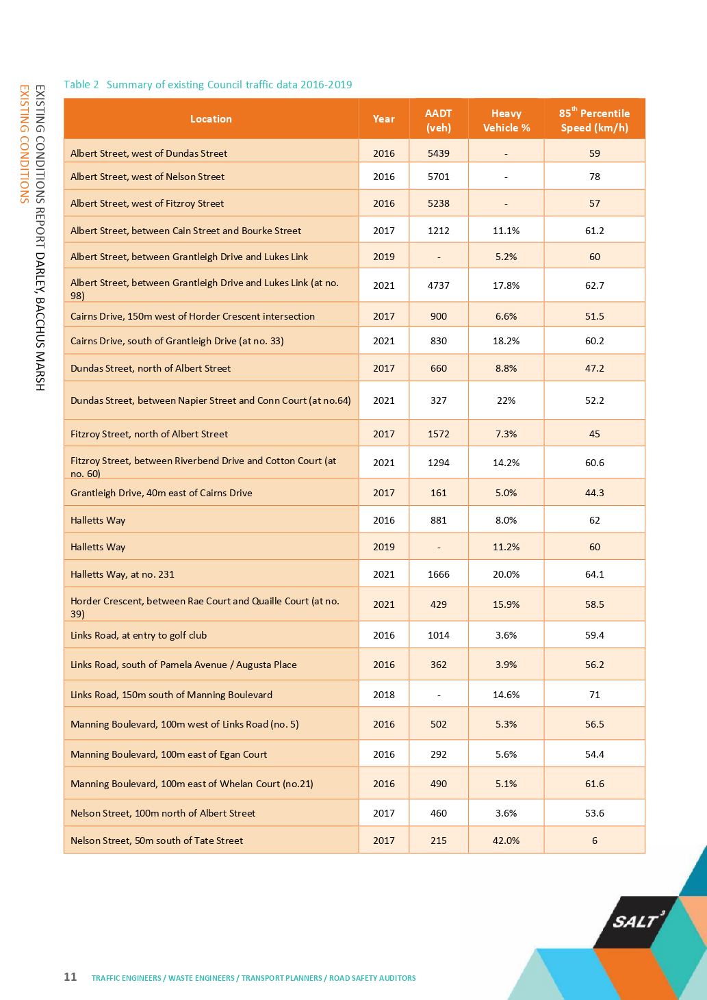 EXISTING CONDITIONS REPORT DARLEY, BACCHUS MARSH
EXISTING CONDITIONS
Table 2 Summary of existing Council traffic data 2016-2019
Location Year AADT (veh) Heavy Vehicle % 85th Percentile Speed (km/h)
Albert Street, west of Dundas Street 2016 5439 - 59
Albert Street, west of Nelson Street 2016 5701 - 78
Albert Street, west of Fitzroy Street 2016 5238 - 57
Albert Street, between Cain Street and Bourke Street 2017 1212 11.1% 61.2
Albert Street, between Grantleigh Drive and Lukes Link 2019 - 5.2% 60
Albert Street, between Grantleigh Drive and Lukes Link (at no. 98) 2021 4737 17.8% 62.7
Cairns Drive, 150m west of Horder Crescent intersection 2017 900 6.6% 51.5
Cairns Drive, south of Grantleigh Drive (at no. 33) 2021 830 18.2% 60.2
Dundas Street, north of Albert Street 2017 660 8.8% 47.2
Dundas Street, between Napier Street and Conn Court (at no.64) 2021 327 22% 52.2
Fitzroy Street, north of Albert Street 2017 1572 7.3% 45
Fitzroy Street, between Riverbend Drive and Cotton Court (at no. 60) 2021 1294 14.2% 60.6
Grantleigh Drive, 40m east of Cairns Drive 2017 161 5.0% 44.3
Halletts Way 2016 881 8.0% 62
Halletts Way 2019 - 11.2% 60
Halletts Way, at no. 231 2021 1666 20.0% 64.1
Horder Crescent, between Rae Court and Quaille Court (at no. 39) 2021 429 15.9% 58.5
Links Road, at entry to golf club 2016 1014 3.6% 59.4
Links Road, south of Pamela Avenue / Augusta Place 2016 362 3.9% 56.2
Links Road, 150m south of Manning Boulevard 2018 - 14.6% 71
Manning Boulevard, 100m west of Links Road (no. 5) 2016 502 5.3% 56.5
Manning Boulevard, 100m east of Egan Court 2016 292 5.6% 54.4
Manning Boulevard, 100m east of Whelan Court (no.21) 2016 490 5.1% 61.6
Nelson Street, 100m north of Albert Street 2017 460 3.6% 53.6
Nelson Street, 50m south of Tate Street 2017 215 42.0% 6
SALT3
11 TRAFFIC ENGINEERS / WASTE ENGINEERS / TRANSPORT PLANNERS / ROAD SAFETY AUDITORS